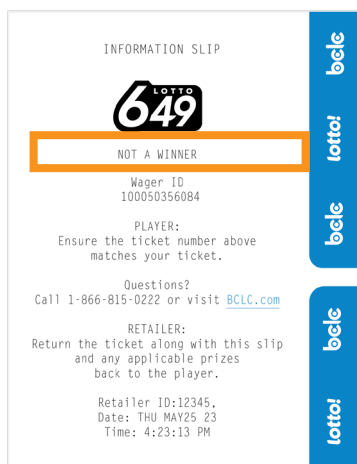 INFORMATION SLIP
LOTTO
649
NOT A WINNER
Wager ID
100050356084
PLAYER:
Ensure the ticket number above
matches your ticket.
Questions?
Call 1-866-815-0222 or visit BCLC.com
RETAILER:
Return the ticket along with this slip
and any applicable prizes
back to the player.
Retailer ID:12345,
Date: THU MAY25 23
Time: 4:23:13 PM
bclc
lotto!
bclc
bclc
lotto!